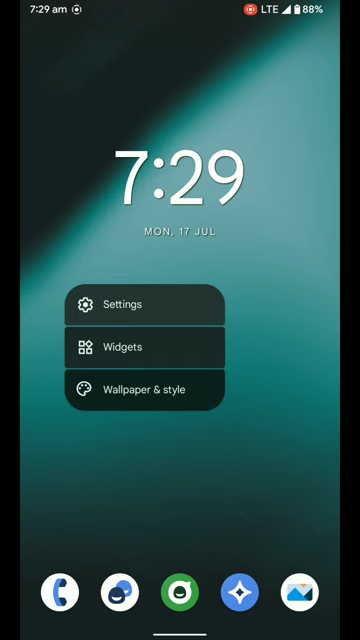 7:29 am
LTE 88%
7:29
MON, 17 JUL
Settings
Widgets
Wallpaper & style